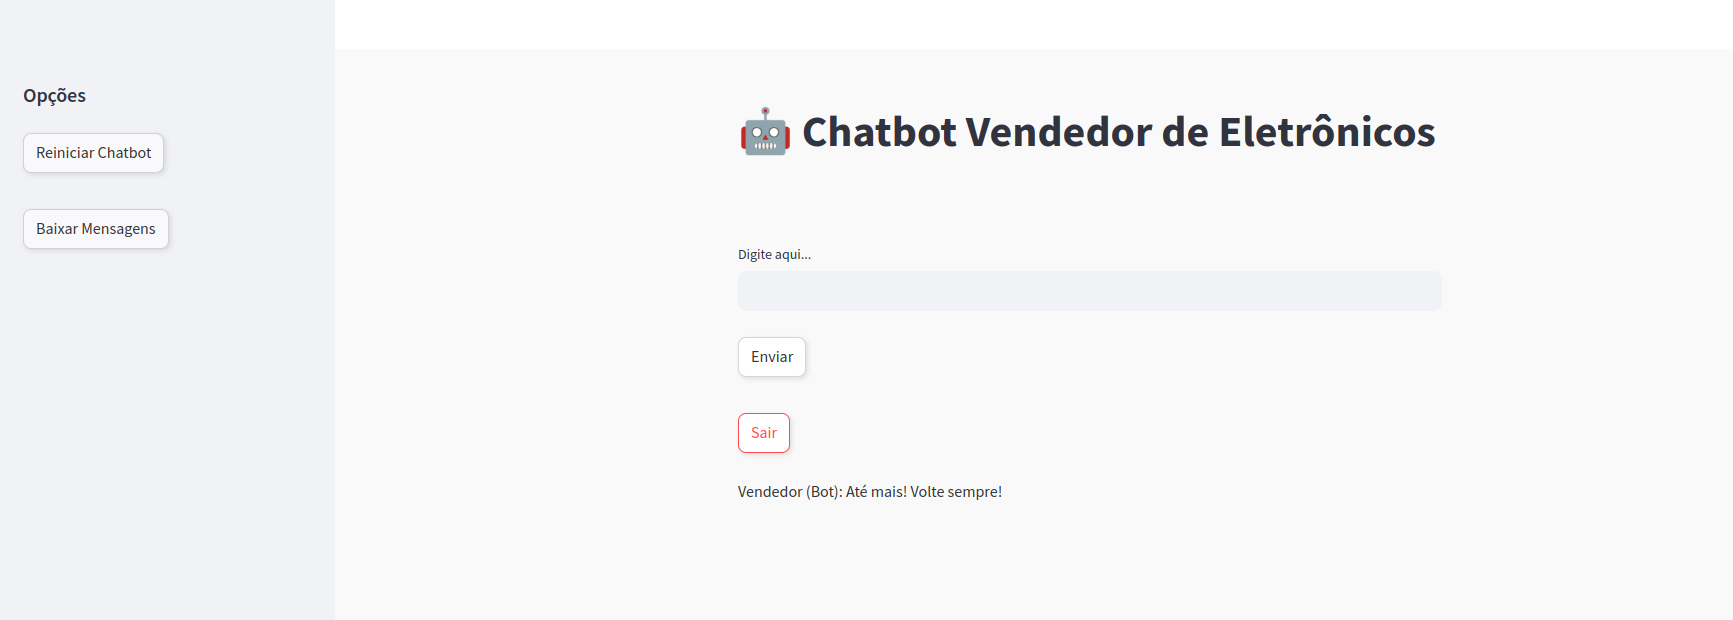 Opções
Reiniciar Chatbot
Baixar Mensagens
🤖 Chatbot Vendedor de Eletrônicos
Digite aqui...
Enviar
Sair
Vendedor (Bot): Até mais! Volte sempre!